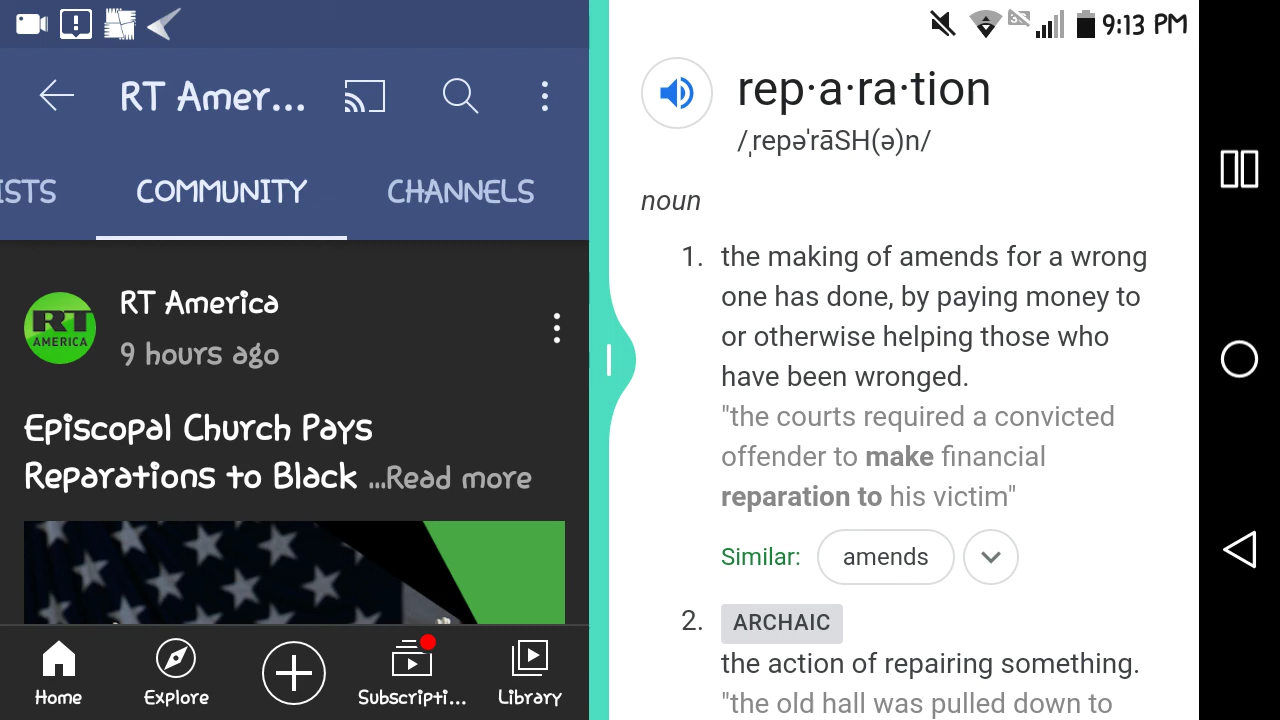 9:13 PM
RT Amer...
ISTS
COMMUNITY
CHANNELS
RT
AMERICA
RT America
9 hours ago
Episcopal Church Pays
Reparations to Black ...Read more
Home
Explore
Subscripti...
Library
rep·a·ra·tion
/ˌrepəˈrāSH(ə)n/
noun
1. the making of amends for a wrong
one has done, by paying money to
or otherwise helping those who
have been wronged.
"the courts required a convicted
offender to make financial
reparation to his victim"
Similar: amends
2. ARCHAIC
the action of repairing something.
"the old hall was pulled down to